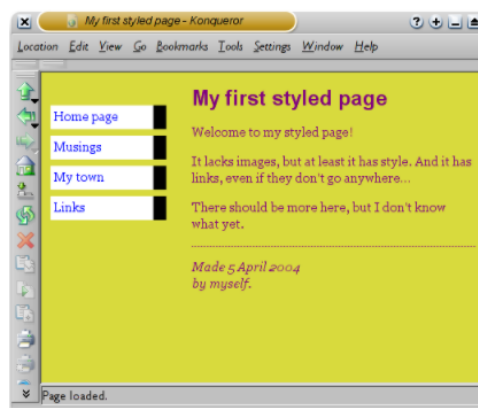 My first styled page - Konqueror
Location Edit View Go Bookmarks Tools Settings Window Help
Home page
Musings
My town
Links
My first styled page
Welcome to my styled page!
It lacks images, but at least it has style. And it has
links, even if they don't go anywhere...
There should be more here, but I don't know
what yet.
Made 5 April 2004
by myself.
Page loaded.